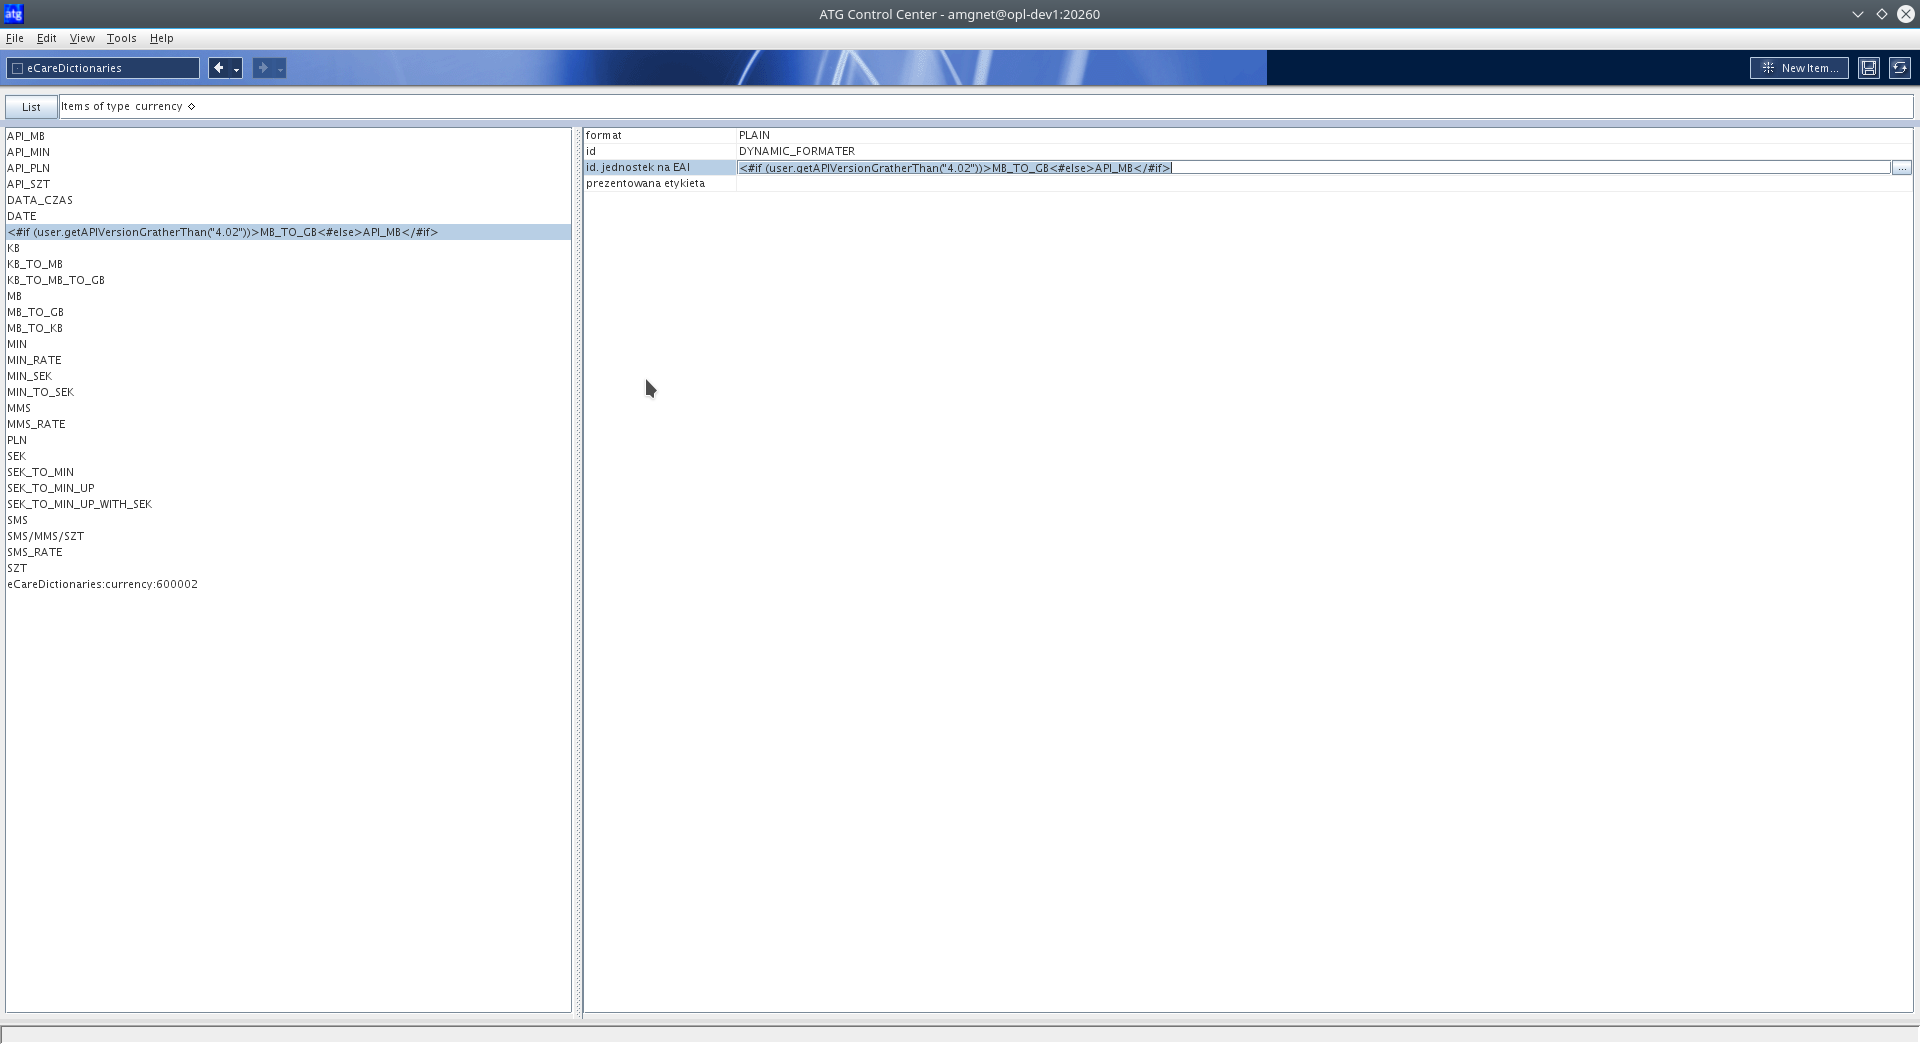 atg
ATG Control Center - amgnet@opl-dev1:20260
File Edit View Tools Help
eCareDictionaries
New Item...
List
Items of type currency
API_MB
API_MIN
API_PLN
API_SZT
DATA_CZAS
DATE
<#if (user.getAPIVersionGratherThan("4.02"))>MB_TO_GB<#else>API_MB</#if>
KB
KB_TO_MB
KB_TO_MB_TO_GB
MB
MB_TO_GB
MB_TO_KB
MIN
MIN_RATE
MIN_SEK
MIN_TO_SEK
MMS
MMS_RATE
PLN
SEK
SEK_TO_MIN
SEK_TO_MIN_UP
SEK_TO_MIN_UP_WITH_SEK
SMS
SMS/MMS/SZT
SMS_RATE
SZT
eCareDictionaries:currency:600002
format PLAIN
id DYNAMIC_FORMATER
id. jednostek na EAI <#if (user.getAPIVersionGratherThan("4.02"))>MB_TO_GB<#else>API_MB</#if> ...
prezentowana etykieta